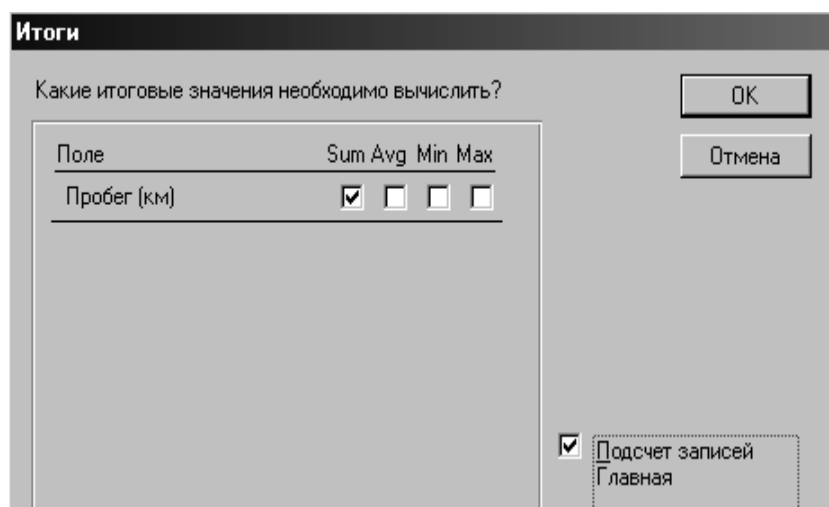 Итоги
Какие итоговые значения необходимо вычислить?
OK
Отмена
Поле Sum Avg Min Max
Пробег (км)
Подсчет записей
Главная